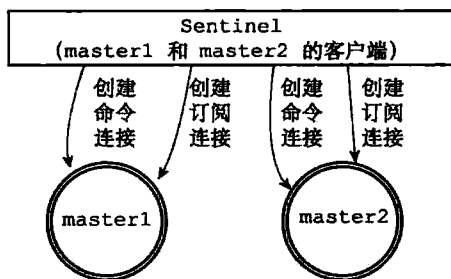 Sentinel
(master1 和 master2 的客户端)
创建 创建 创建 创建
命令 订阅 命令 订阅
连接 连接 连接 连接
master1 master2